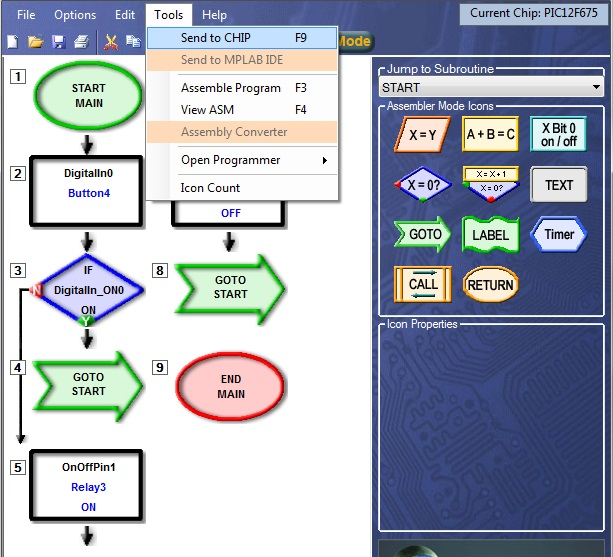 File Options Edit Tools Help
Current Chip: PIC12F675
Send to CHIP F9
Mode
Send to MPLAB IDE
Assemble Program F3
View ASM F4
Assembly Converter
Open Programmer
Icon Count
1
START
MAIN
2
DigitalIn0
Button4
OFF
3
IF
DigitalIn_ON0
ON
N
Y
8
GOTO
START
4
GOTO
START
9
END
MAIN
5
OnOffPin1
Relay3
ON
Jump to Subroutine
START
Assembler Mode Icons
X = Y
A + B = C
X Bit 0
on / off
X = 0?
X = X + 1
X = 0?
TEXT
GOTO
LABEL
Timer
CALL
RETURN
Icon Properties